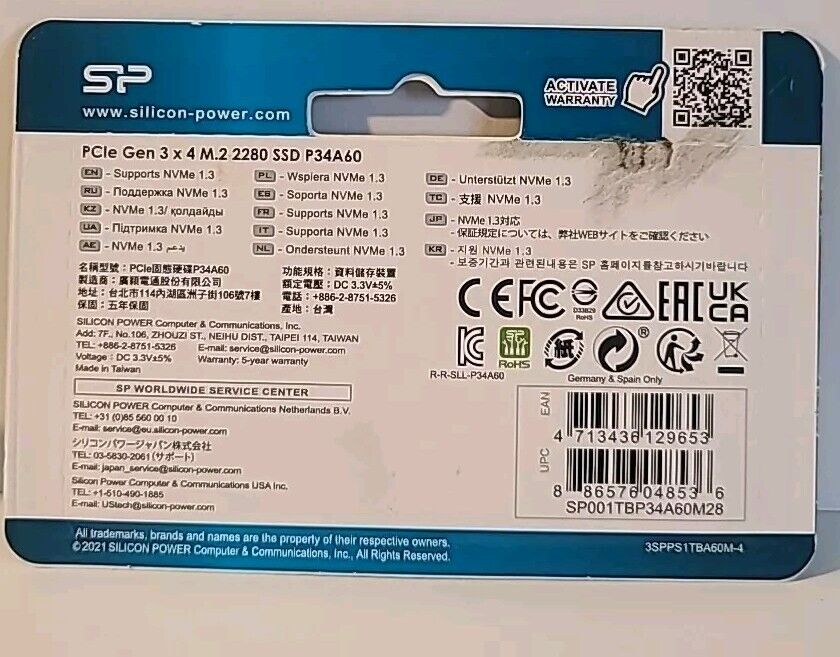 SP
www.silicon-power.com
ACTIVATE
WARRANTY
PCIe Gen 3 x 4 M.2 2280 SSD P34A60
EN - Supports NVMe 1.3
RU - Поддержка NVMe 1.3
KZ - NVMe 1.3/ қолдайды
UA - Підтримка NVMe 1.3
AE - NVMe 1.3 يدعم
PL - Wspiera NVMe 1.3
ES - Soporta NVMe 1.3
FR - Supports NVMe 1.3
IT - Supporta NVMe 1.3
NL - Ondersteunt NVMe 1.3
DE - Unterstützt NVMe 1.3
TC - 支援 NVMe 1.3
JP - NVMe 1.3対応
- 保証規定については、弊社WEBサイトをご確認ください
KR - 지원 NVMe 1.3
- 보증기간과 관련된내용은 SP 홈페이지를참고하시기바랍니다
名稱型號：PCIe固態硬碟P34A60
製造商：廣穎電通股份有限公司
地址：台北市114內湖區洲子街106號7樓
保固：五年保固
功能規格：資料儲存裝置
額定電壓：DC 3.3V±5%
電話：+886-2-8751-5326
產地：台灣
SILICON POWER Computer & Communications, Inc.
Add: 7F., No.106, ZHOUZI ST., NEIHU DIST., TAIPEI 114, TAIWAN
TEL: +886-2-8751-5326 E-mail: service@silicon-power.com
Voltage : DC 3.3V±5% Warranty: 5-year warranty
Made in Taiwan
SP WORLDWIDE SERVICE CENTER
SILICON POWER Computer & Communications Netherlands B.V.
TEL: +31 (0)85 560 00 10
E-mail: service@eu.silicon-power.com
シリコンパワージャパン株式会社
TEL: 03-5830-2061 (サポート)
E-mail: japan_service@silicon-power.com
Silicon Power Computer & Communications USA Inc.
TEL: +1-510-490-1885
E-mail: UStech@silicon-power.com
CE FC D33B29 RoHS EAC UK CA
KC SP RoHS 紙 ®
R-R-SLL-P34A60
Germany & Spain Only
EAN
4 713436 129653
UPC
8 86576 04853 6
SP001TBP34A60M28
All trademarks, brands and names are the property of their respective owners.
©2021 SILICON POWER Computer & Communications, Inc., All Rights Reserved.
3SPPS1TBA60M-4